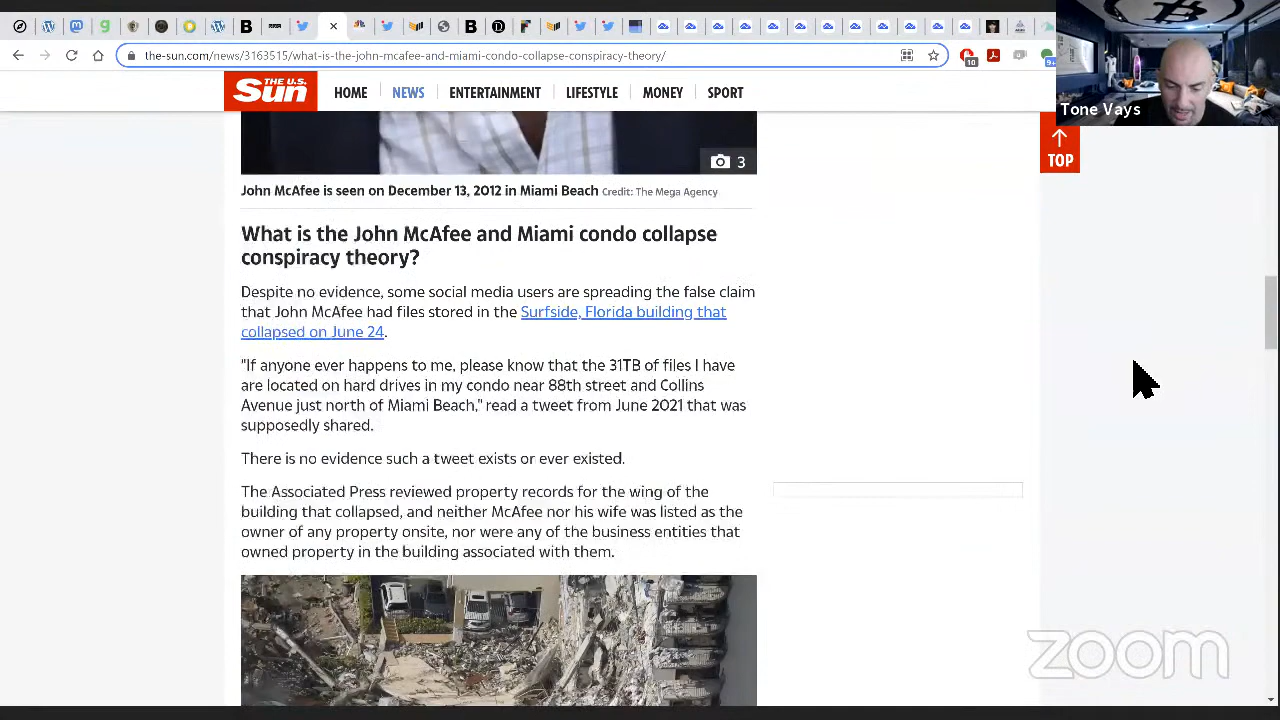 the-sun.com/news/3163515/what-is-the-john-mcafee-and-miami-condo-collapse-conspiracy-theory/
10
9+
Tone Vays
THE U.S.
Sun
HOME
NEWS
ENTERTAINMENT
LIFESTYLE
MONEY
SPORT
TOP
3
John McAfee is seen on December 13, 2012 in Miami Beach Credit: The Mega Agency
What is the John McAfee and Miami condo collapse
conspiracy theory?
Despite no evidence, some social media users are spreading the false claim
that John McAfee had files stored in the Surfside, Florida building that
collapsed on June 24.
"If anyone ever happens to me, please know that the 31TB of files I have
are located on hard drives in my condo near 88th street and Collins
Avenue just north of Miami Beach," read a tweet from June 2021 that was
supposedly shared.
There is no evidence such a tweet exists or ever existed.
The Associated Press reviewed property records for the wing of the
building that collapsed, and neither McAfee nor his wife was listed as the
owner of any property onsite, nor were any of the business entities that
owned property in the building associated with them.
zoom